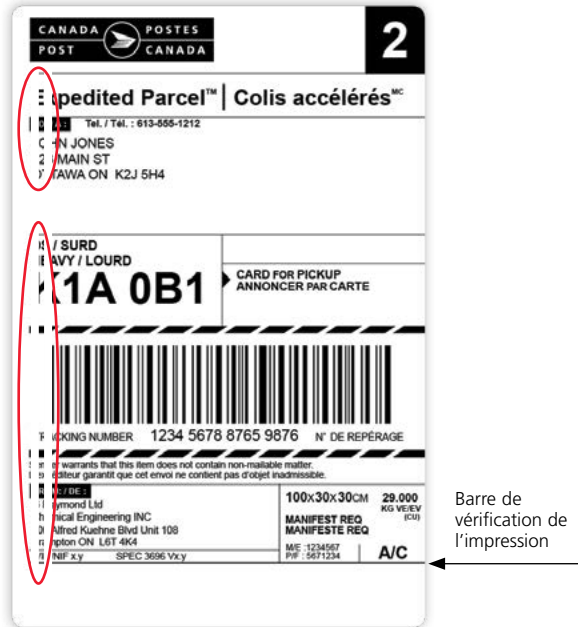 CANADA POSTES
POST CANADA
2
xpedited Parcel™ | Colis accélérés MC
Tel. / Tél. : 613-555-1212
JONES
MAIN ST
TAWA ON K2J 5H4
/ SURD
AVY / LOURD
K1A 0B1
CARD FOR PICKUP
ANNONCER PAR CARTE
CKING NUMBER 1234 5678 8765 9876 N° DE REPÉRAGE
warrants that this item does not contain non-mailable matter.
éditeur garantit que cet envoi ne contient pas d'objet inadmissible.
/ DE :
ymond Ltd
mical Engineering INC
Alfred Kuehne Blvd Unit 108
mpton ON L6T 4K4
NIF x.y SPEC 3696 Vx.y
100x30x30CM
29.000
KG VE/EV
(CU)
MANIFEST REQ
MANIFESTE REQ
M/E :1234567
P/F : 5671234
A/C
Barre de
vérification de
l'impression